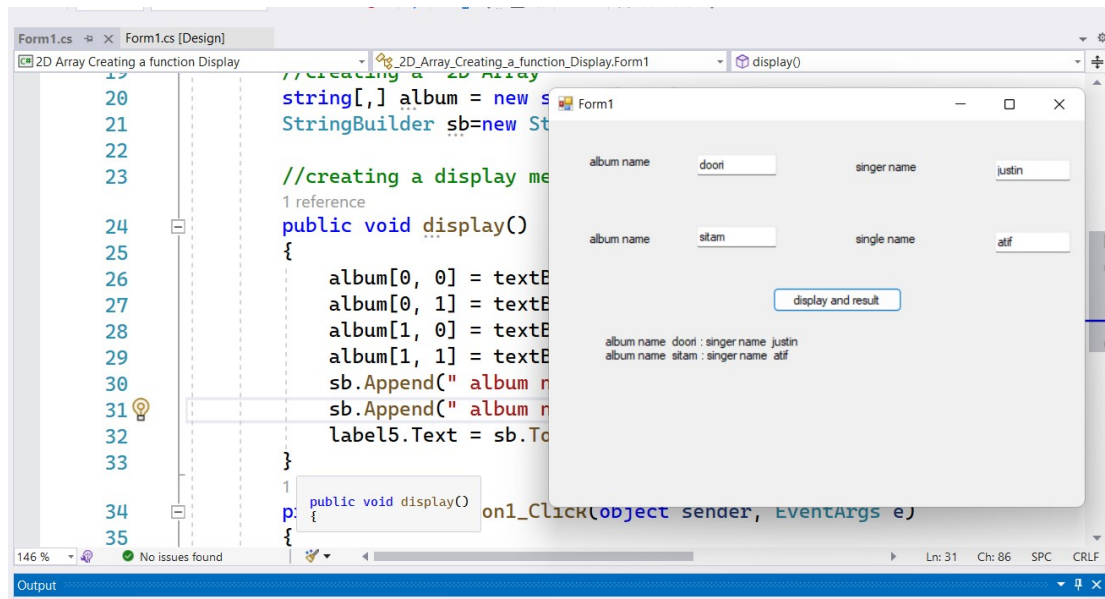 Form1.cs Form1.cs [Design]
C# 2D Array Creating a function Display _2D_Array_Creating_a_function_Display.Form1 display()
19 //creating a 2D Array
20 string[,] album = new s
21 StringBuilder sb=new St
22
23 //creating a display me
1 reference
24 public void display()
25 {
26 album[0, 0] = textB
27 album[0, 1] = textB
28 album[1, 0] = textB
29 album[1, 1] = textB
30 sb.Append(" album n
31 sb.Append(" album n
32 label5.Text = sb.To
33 }
1
34 p on1_Click(object sender, EventArgs e)
35 {
public void display()
{
Form1
album name doori singer name justin
album name sitam single name atif
display and result
album name doori : singer name justin
album name sitam : singer name atif
146 % No issues found Ln: 31 Ch: 86 SPC CRLF
Output